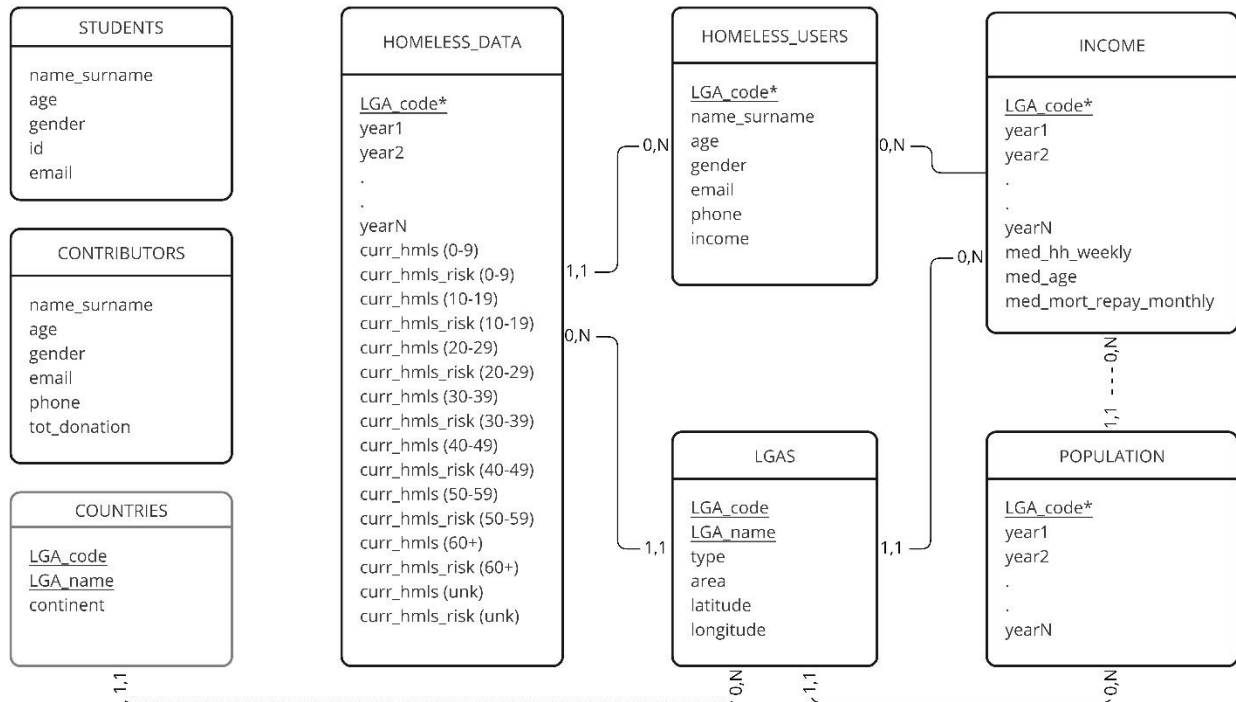 STUDENTS
name_surname
age
gender
id
email
CONTRIBUTORS
name_surname
age
gender
email
phone
tot_donation
COUNTRIES
LGA_code
LGA_name
continent
1,1
HOMELESS_DATA
LGA_code*
year1
year2
.
.
yearN
curr_hmls (0-9)
curr_hmls_risk (0-9)
curr_hmls (10-19)
curr_hmls_risk (10-19)
curr_hmls (20-29)
curr_hmls_risk (20-29)
curr_hmls (30-39)
curr_hmls_risk (30-39)
curr_hmls (40-49)
curr_hmls_risk (40-49)
curr_hmls (50-59)
curr_hmls_risk (50-59)
curr_hmls (60+)
curr_hmls_risk (60+)
curr_hmls (unk)
curr_hmls_risk (unk)
0,N
1,1
0,N
1,1
HOMELESS_USERS
LGA_code*
name_surname
age
gender
email
phone
income
0,N
LGAS
LGA_code
LGA_name
type
area
latitude
longitude
0,N
1,1
1,1
0,N
INCOME
LGA_code*
year1
year2
.
.
yearN
med_hh_weekly
med_age
med_mort_repay_monthly
0,N
1,1
POPULATION
LGA_code*
year1
year2
.
.
yearN
0,N